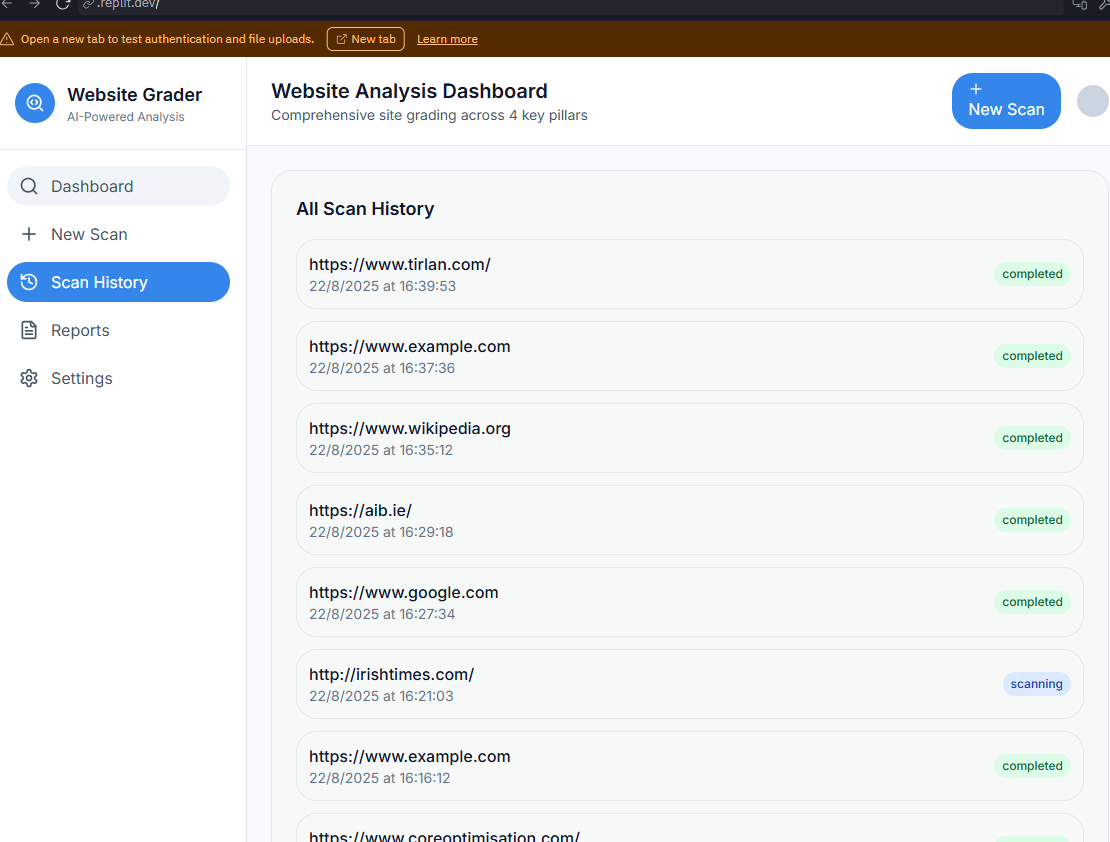 .replit.dev/
Open a new tab to test authentication and file uploads. New tab Learn more
Website Grader
AI-Powered Analysis
Website Analysis Dashboard
Comprehensive site grading across 4 key pillars
New Scan
Dashboard
New Scan
Scan History
Reports
Settings
All Scan History
https://www.tirlan.com/
22/8/2025 at 16:39:53
completed
https://www.example.com
22/8/2025 at 16:37:36
completed
https://www.wikipedia.org
22/8/2025 at 16:35:12
completed
https://aib.ie/
22/8/2025 at 16:29:18
completed
https://www.google.com
22/8/2025 at 16:27:34
completed
http://irishtimes.com/
22/8/2025 at 16:21:03
scanning
https://www.example.com
22/8/2025 at 16:16:12
completed
https://www.coreoptimisation.com/